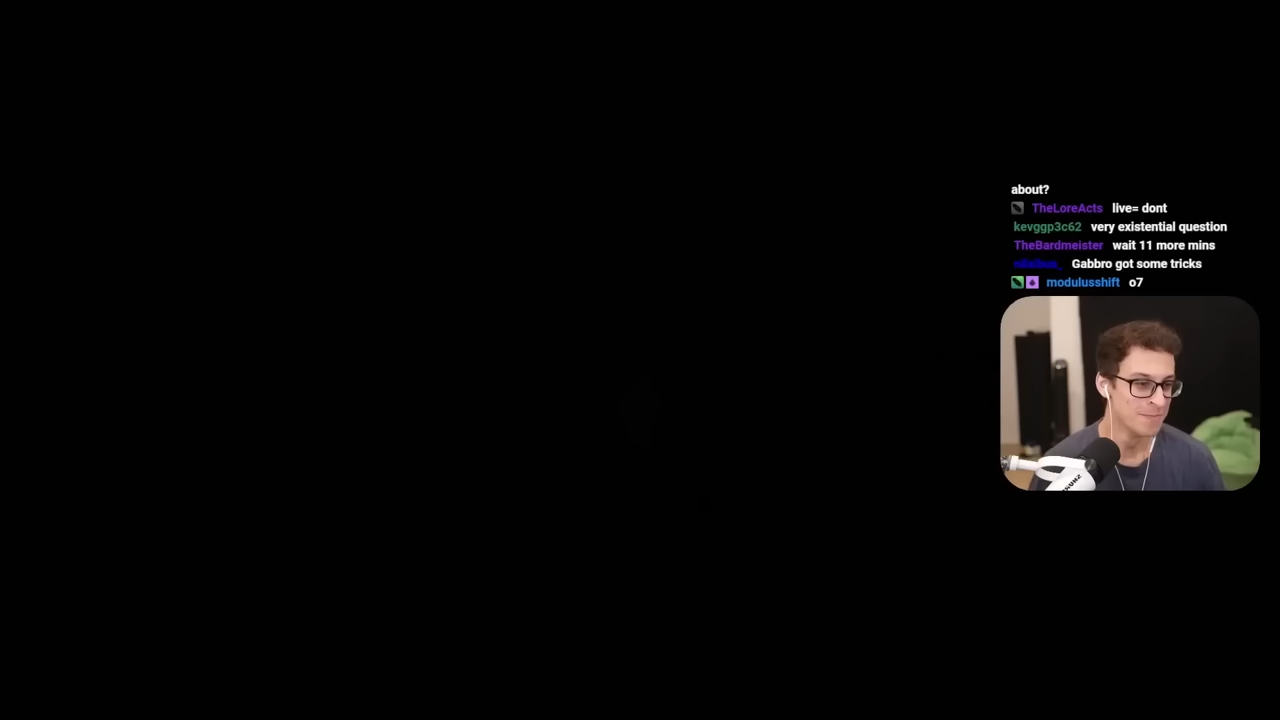 about?
TheLoreActs live= dont
kevggp3c62 very existential question
TheBardmeister wait 11 more mins
Gabbro got some tricks
modulusshift o7